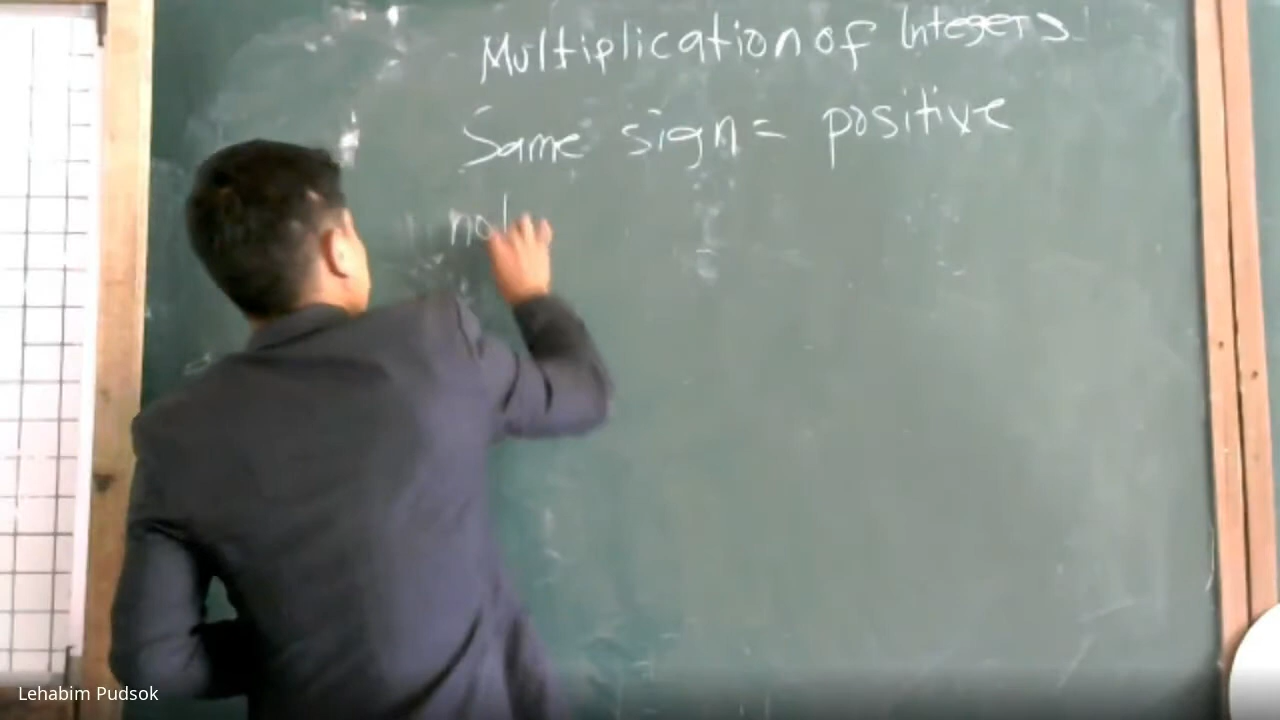 Multiplication of Integers
Same sign = positive
not
Lehabim Pudsok